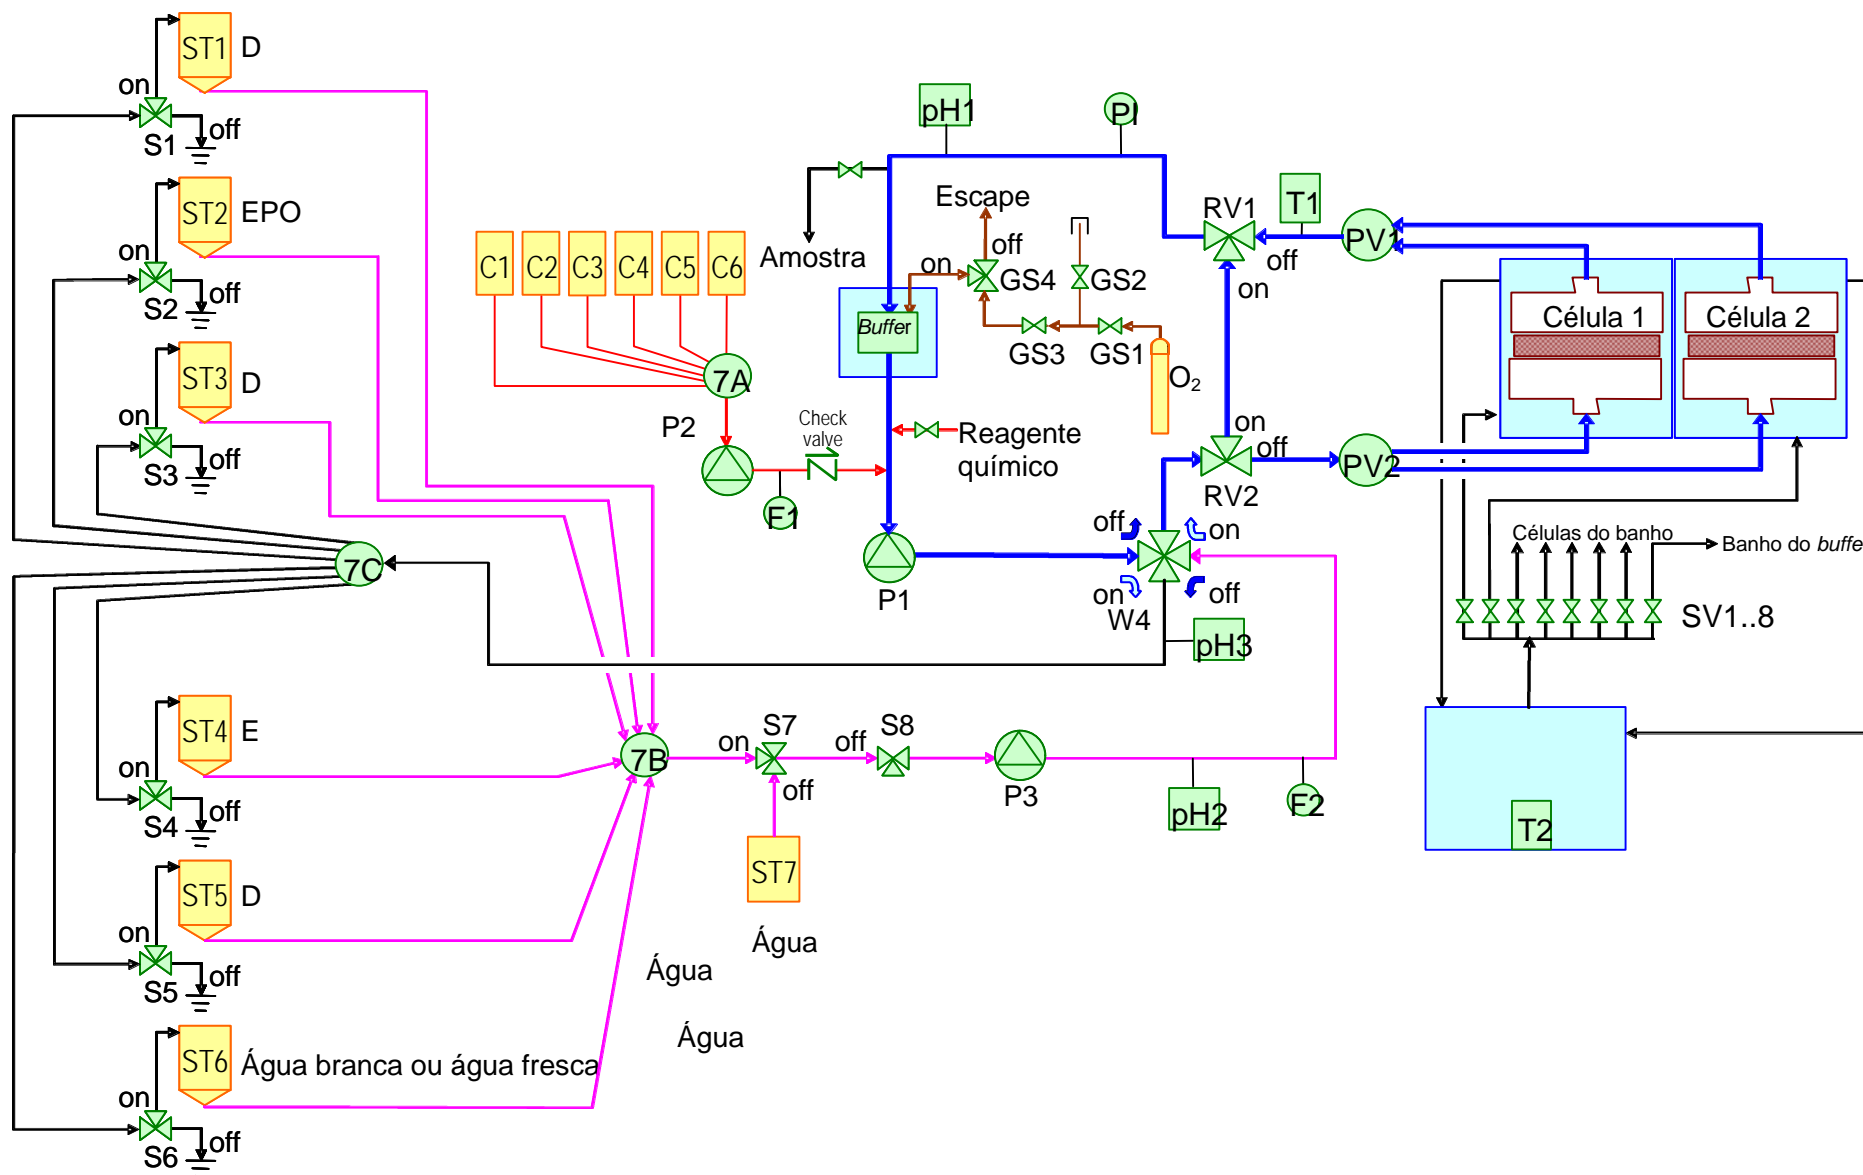 ST1 D
on
off
S1
ST2 EPO
on
off
S2
ST3 D
on
off
S3
7C
ST4 E
on
off
S4
ST5 D
on
off
S5
ST6 Água branca ou água fresca
on
off
S6
C1 C2 C3 C4 C5 C6
7A
P2
F1
Check
valve
pH1
PI
Amostra
Escape
off
on
GS4
GS2
GS3
GS1
O₂
Buffer
Reagente
químico
P1
RV1
T1
off
on
PV1
on
off
RV2
PV2
off
on
on
off
W4
pH3
Célula 1
Célula 2
Células do banho
Banho do buffe
SV1..8
T2
7B
on
S7
off
off
S8
P3
pH2
F2
ST7
Água
Água
Água